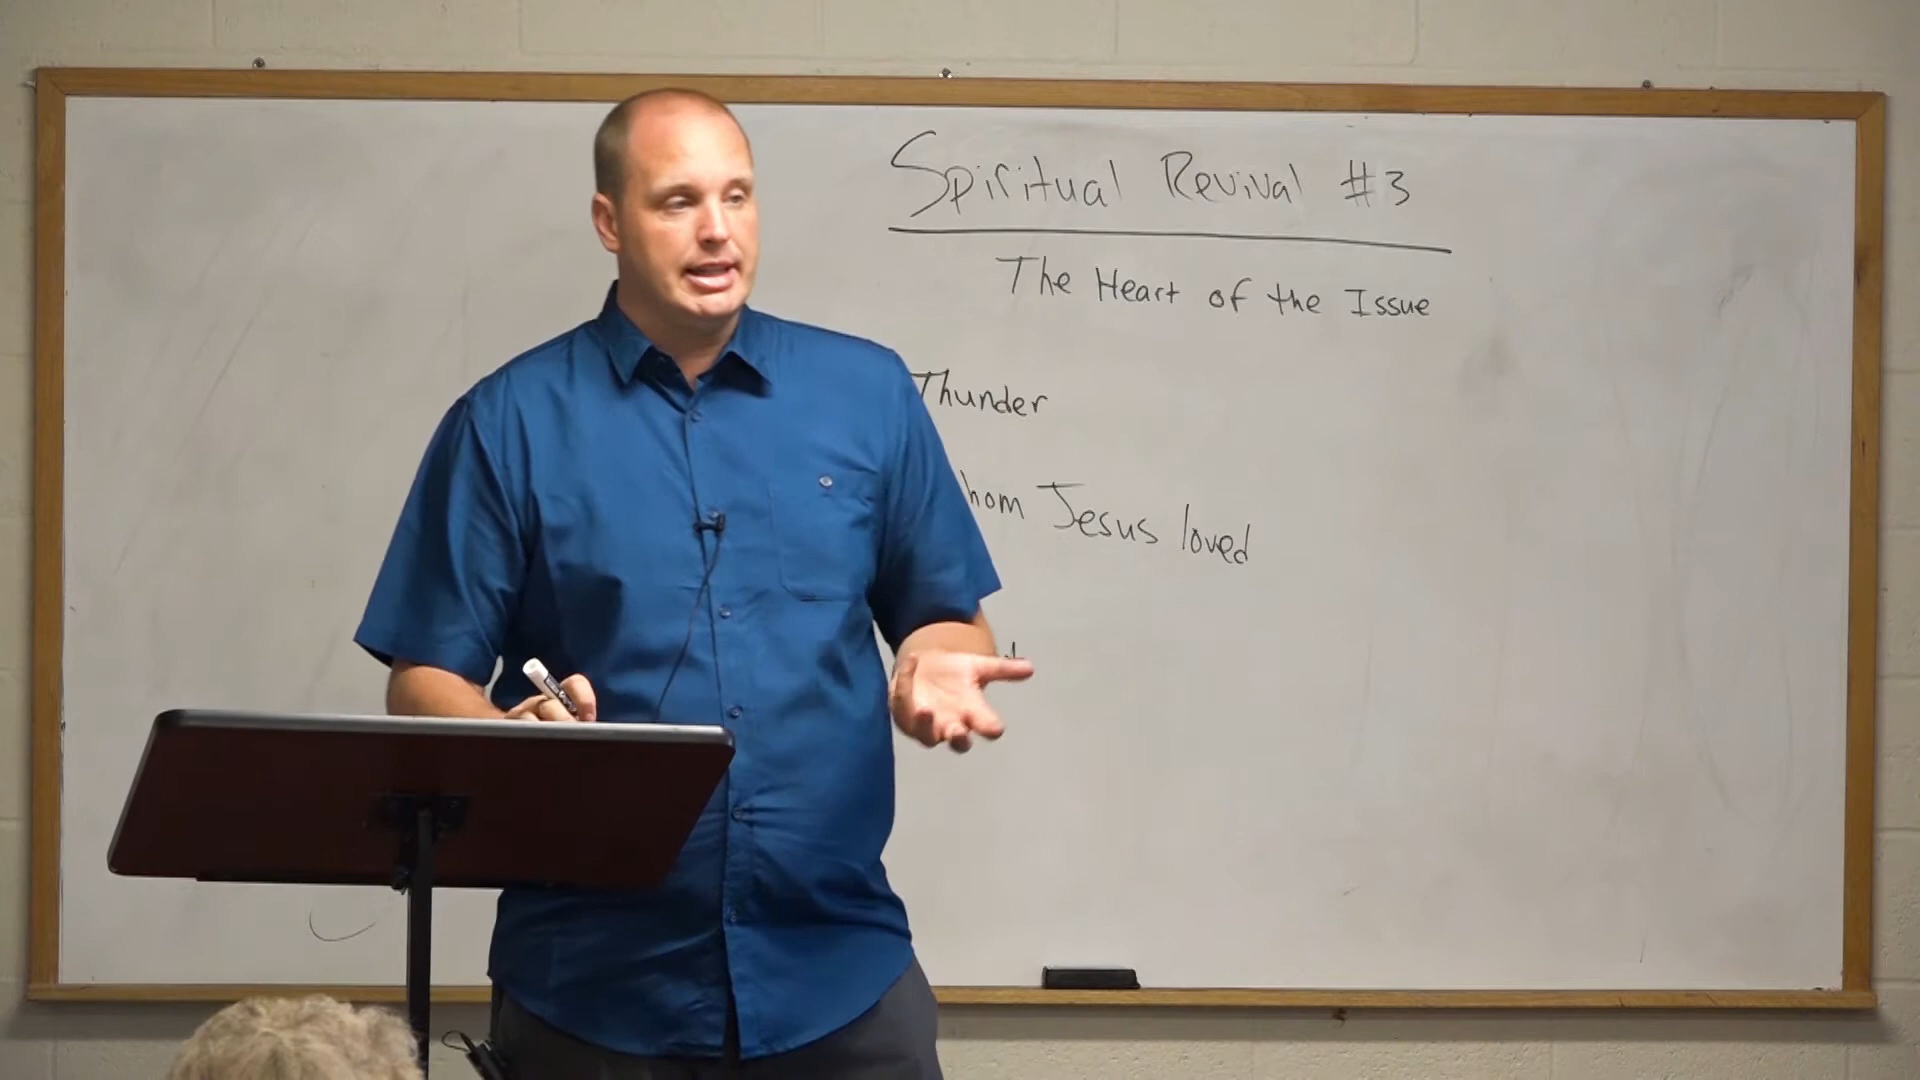 Spiritual Revival #3
The Heart of the Issue
Thunder
hom Jesus loved